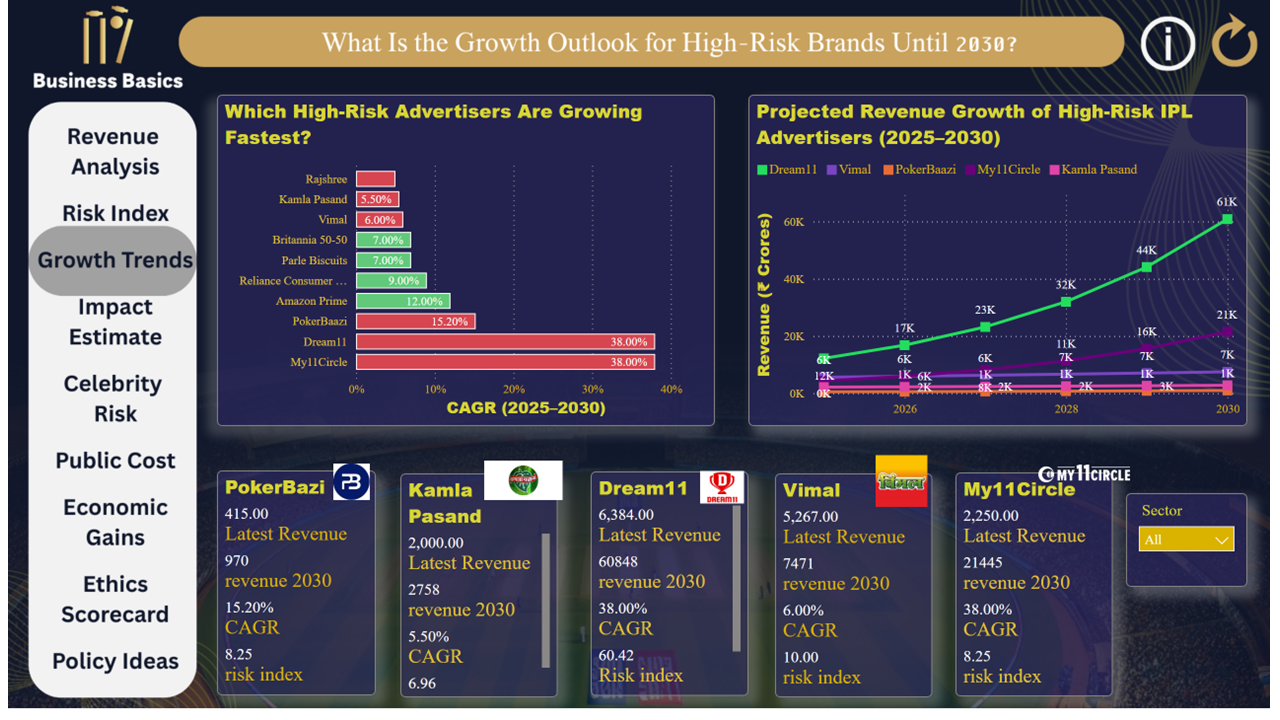 Business Basics
What Is the Growth Outlook for High-Risk Brands Until 2030?
Revenue
Analysis
Risk Index
Growth Trends
Impact
Estimate
Celebrity
Risk
Public Cost
Economic
Gains
Ethics
Scorecard
Policy Ideas
Which High-Risk Advertisers Are Growing
Fastest?
Rajshree
Kamla Pasand 5.50%
Vimal 6.00%
Britannia 50-50 7.00%
Parle Biscuits 7.00%
Reliance Consumer ... 9.00%
Amazon Prime 12.00%
PokerBaazi 15.20%
Dream11 38.00%
My11Circle 38.00%
0% 10% 20% 30% 40%
CAGR (2025–2030)
Projected Revenue Growth of High-Risk IPL
Advertisers (2025–2030)
Dream11 Vimal PokerBaazi My11Circle Kamla Pasand
Revenue (₹ Crores)
60K
40K
20K
0K
61K
44K
32K
23K
17K
21K
16K
11K
6K 6K 6K 7K 7K 7K
12K 1K 6K 1K 1K 1K 1K
0K 2K 8K 2K 2K 3K
2026 2028 2030
PokerBazi
415.00
Latest Revenue
970
revenue 2030
15.20%
CAGR
8.25
risk index
Kamla
Pasand
2,000.00
Latest Revenue
2758
revenue 2030
5.50%
CAGR
6.96
Dream11
DREAM11
6,384.00
Latest Revenue
60848
revenue 2030
38.00%
CAGR
60.42
Risk index
Vimal
विमल
5,267.00
Latest Revenue
7471
revenue 2030
6.00%
CAGR
10.00
risk index
MY11CIRCLE
My11Circle
2,250.00
Latest Revenue
21445
revenue 2030
38.00%
CAGR
8.25
risk index
Sector
All